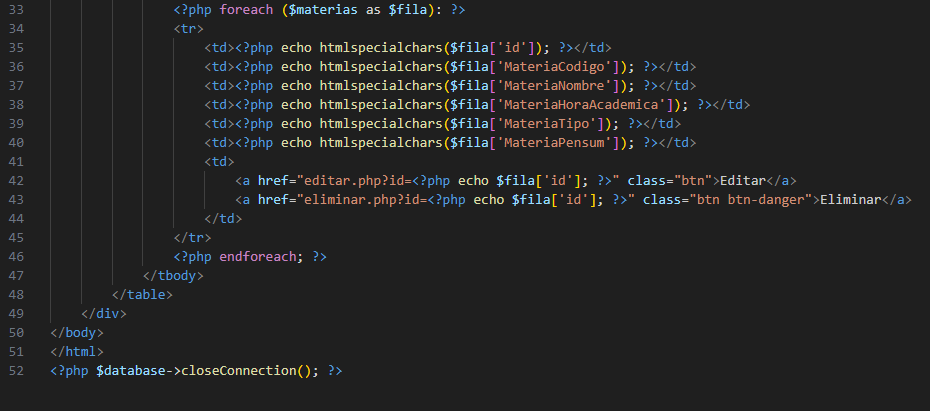 33 <?php foreach ($materias as $fila): ?>
34 <tr>
35 <td><?php echo htmlspecialchars($fila['id']); ?></td>
36 <td><?php echo htmlspecialchars($fila['MateriaCodigo']); ?></td>
37 <td><?php echo htmlspecialchars($fila['MateriaNombre']); ?></td>
38 <td><?php echo htmlspecialchars($fila['MateriaHoraAcademica']); ?></td>
39 <td><?php echo htmlspecialchars($fila['MateriaTipo']); ?></td>
40 <td><?php echo htmlspecialchars($fila['MateriaPensum']); ?></td>
41 <td>
42 <a href="editar.php?id=<?php echo $fila['id']; ?>" class="btn">Editar</a>
43 <a href="eliminar.php?id=<?php echo $fila['id']; ?>" class="btn btn-danger">Eliminar</a>
44 </td>
45 </tr>
46 <?php endforeach; ?>
47 </tbody>
48 </table>
49 </div>
50 </body>
51 </html>
52 <?php $database->closeConnection(); ?>